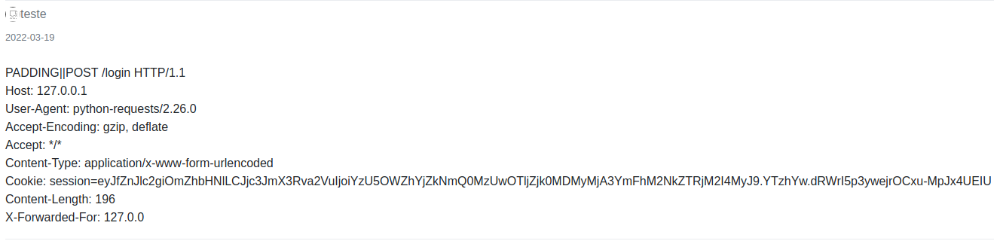 teste
2022-03-19
PADDING||POST /login HTTP/1.1
Host: 127.0.0.1
User-Agent: python-requests/2.26.0
Accept-Encoding: gzip, deflate
Accept: */*
Content-Type: application/x-www-form-urlencoded
Cookie: session=eyJfZnJlc2giOmZhbHNlLCJjc3JmX3Rva2VuIjoiYzU5OWZhYjZkNmQ0MzUwOTljZjk0MDMyMjA3YmFhM2NkZTRjM2I4MyJ9.YTzhYw.dRWrI5p3ywejrOCxu-MpJx4UEIU
Content-Length: 196
X-Forwarded-For: 127.0.0